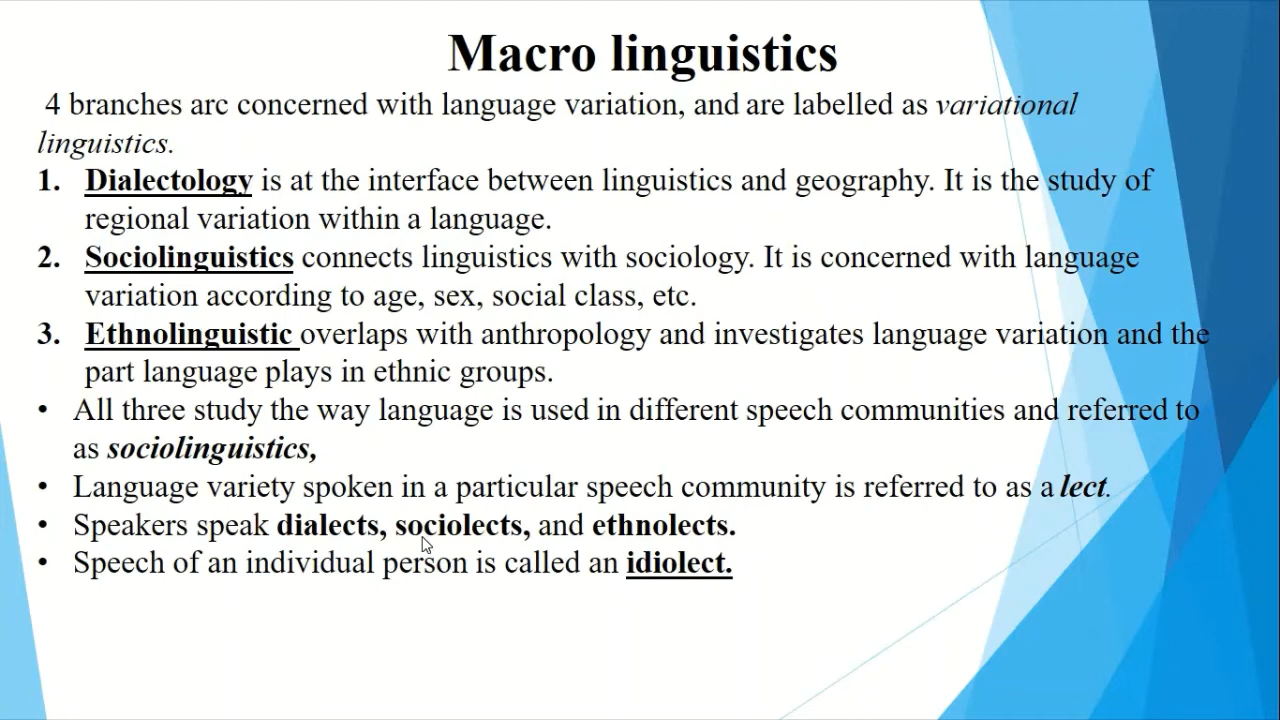 Macro linguistics
4 branches arc concerned with language variation, and are labelled as variational
linguistics.
1. Dialectology is at the interface between linguistics and geography. It is the study of
regional variation within a language.
2. Sociolinguistics connects linguistics with sociology. It is concerned with language
variation according to age, sex, social class, etc.
3. Ethnolinguistic overlaps with anthropology and investigates language variation and the
part language plays in ethnic groups.
• All three study the way language is used in different speech communities and referred to
as sociolinguistics,
• Language variety spoken in a particular speech community is referred to as a lect.
• Speakers speak dialects, sociolects, and ethnolects.
• Speech of an individual person is called an idiolect.